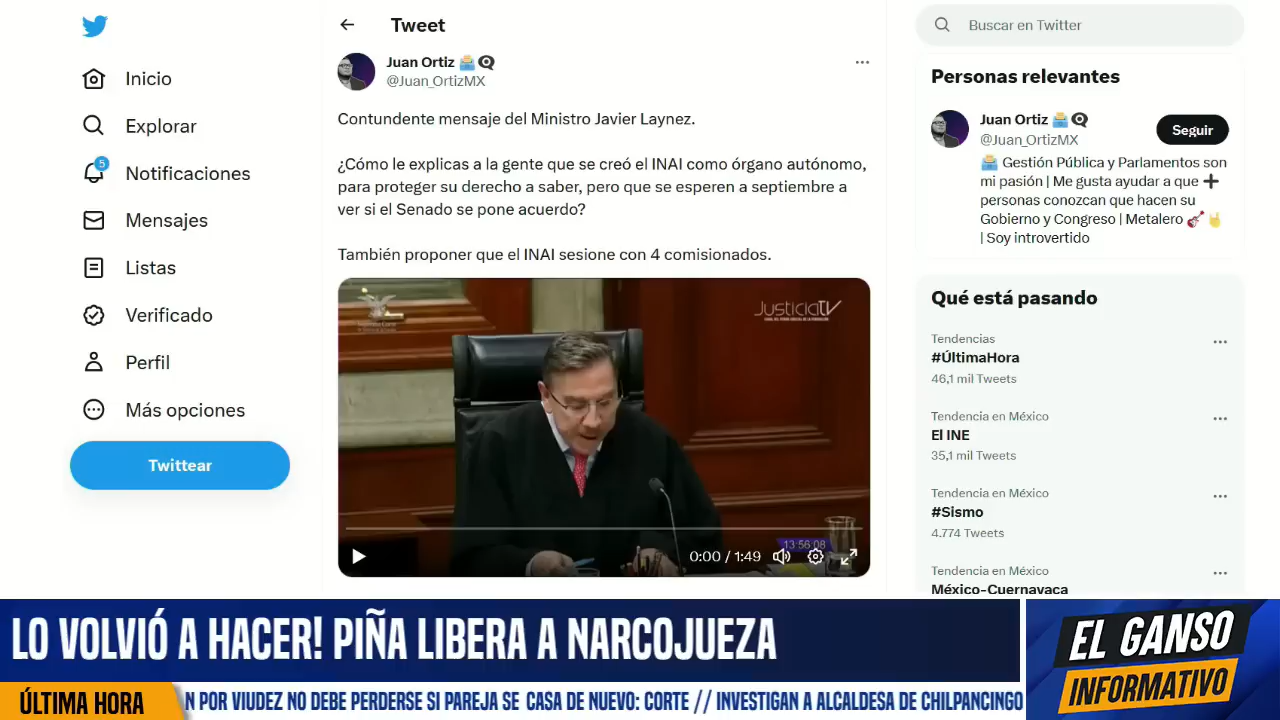 Inicio
Explorar
5
Notificaciones
Mensajes
Listas
Verificado
Perfil
Más opciones
Twittear
Tweet
Juan Ortiz
@Juan_OrtizMX
Contundente mensaje del Ministro Javier Laynez.
¿Cómo le explicas a la gente que se creó el INAI como órgano autónomo,
para proteger su derecho a saber, pero que se esperen a septiembre a
ver si el Senado se pone acuerdo?
También proponer que el INAI sesione con 4 comisionados.
JusticiaTV
13:56:08
0:00 / 1:49
Buscar en Twitter
Personas relevantes
Juan Ortiz
@Juan_OrtizMX
Seguir
Gestión Pública y Parlamentos son
mi pasión | Me gusta ayudar a que ➕
personas conozcan que hacen su
Gobierno y Congreso | Metalero
| Soy introvertido
Qué está pasando
Tendencias
#ÚltimaHora
46,1 mil Tweets
Tendencia en México
El INE
35,1 mil Tweets
Tendencia en México
#Sismo
4.774 Tweets
Tendencia en México
México-Cuernavaca
LO VOLVIÓ A HACER! PIÑA LIBERA A NARCOJUEZA
EL GANSO
INFORMATIVO
ÚLTIMA HORA
N POR VIUDEZ NO DEBE PERDERSE SI PAREJA SE CASA DE NUEVO: CORTE // INVESTIGAN A ALCALDESA DE CHILPANCINGO